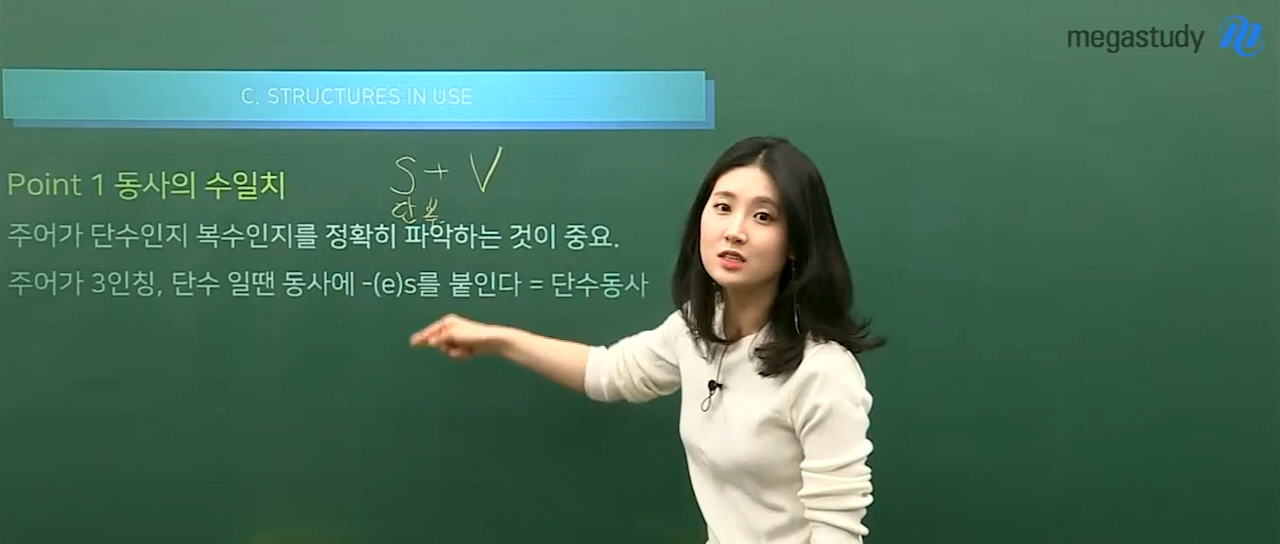 megastudy
C. STRUCTURES IN USE
S + V
단 복
Point 1 동사의 수일치
주어가 단수인지 복수인지를 정확히 파악하는 것이 중요.
주어가 3인칭, 단수 일땐 동사에 -(e)s를 붙인다 = 단수동사